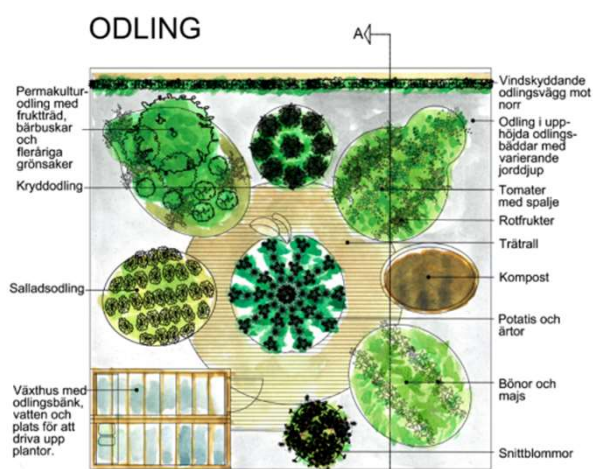 ODLING
A
Permakultur-
odling med
fruktträd,
bärbuskar
och
fleråriga
grönsaker
Kryddodling
Salladsodling
Växthus med
odlingsbänk,
vatten och
plats för att
driva upp
plantor.
Vindskyddande
odlingsvägg mot
norr
Odling i upp-
höjda odlings-
bäddar med
varierande
jorddjup
Tomater
med spalje
Rotfrukter
Trätrall
Kompost
Potatis och
ärtor
Bönor och
majs
Snittblommor